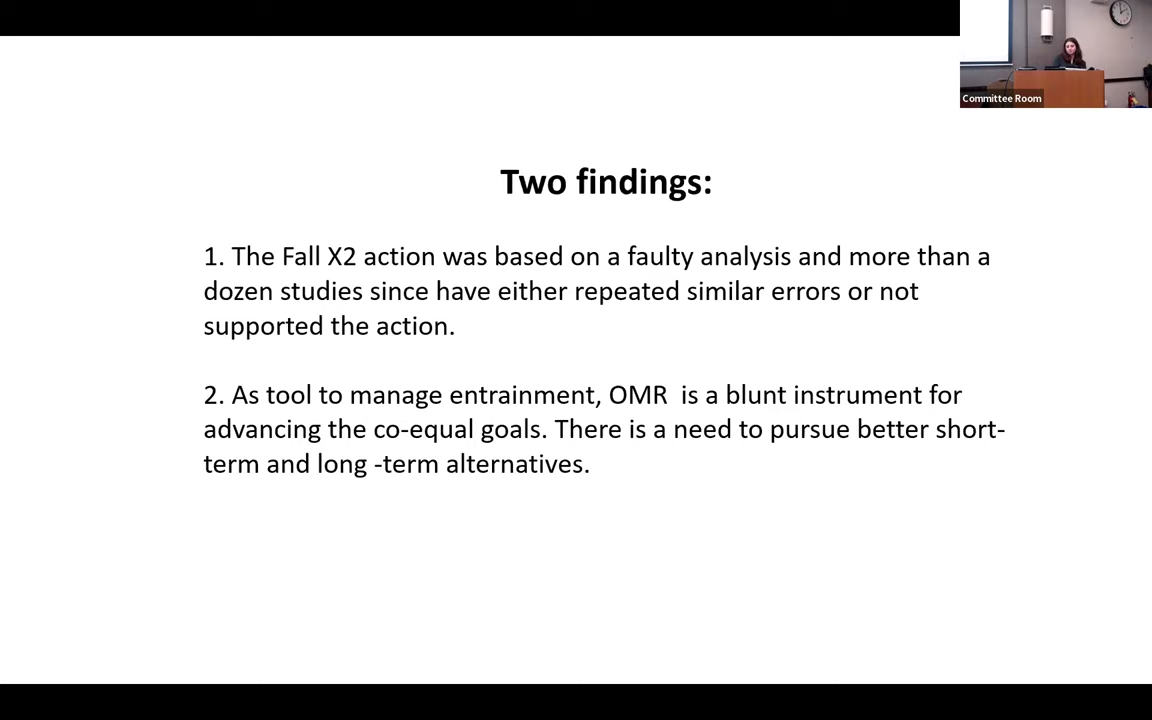 Committee Room
Two findings:
1. The Fall X2 action was based on a faulty analysis and more than a
dozen studies since have either repeated similar errors or not
supported the action.
2. As tool to manage entrainment, OMR  is a blunt instrument for
advancing the co-equal goals. There is a need to pursue better short-
term and long -term alternatives.